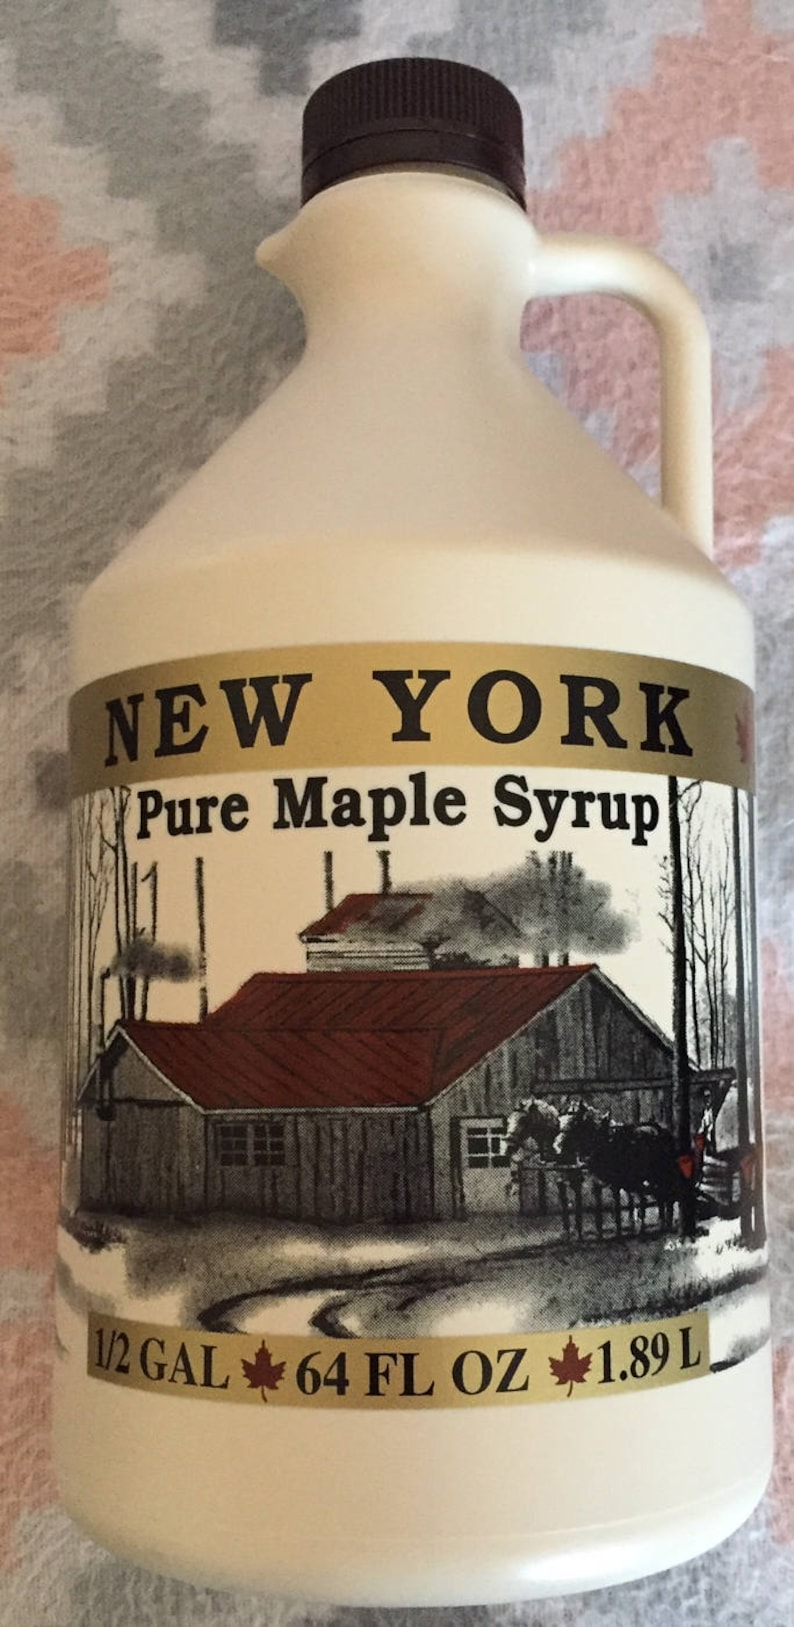 NEW YORK
Pure Maple Syrup
1/2 GAL 64 FL OZ 1.89 L